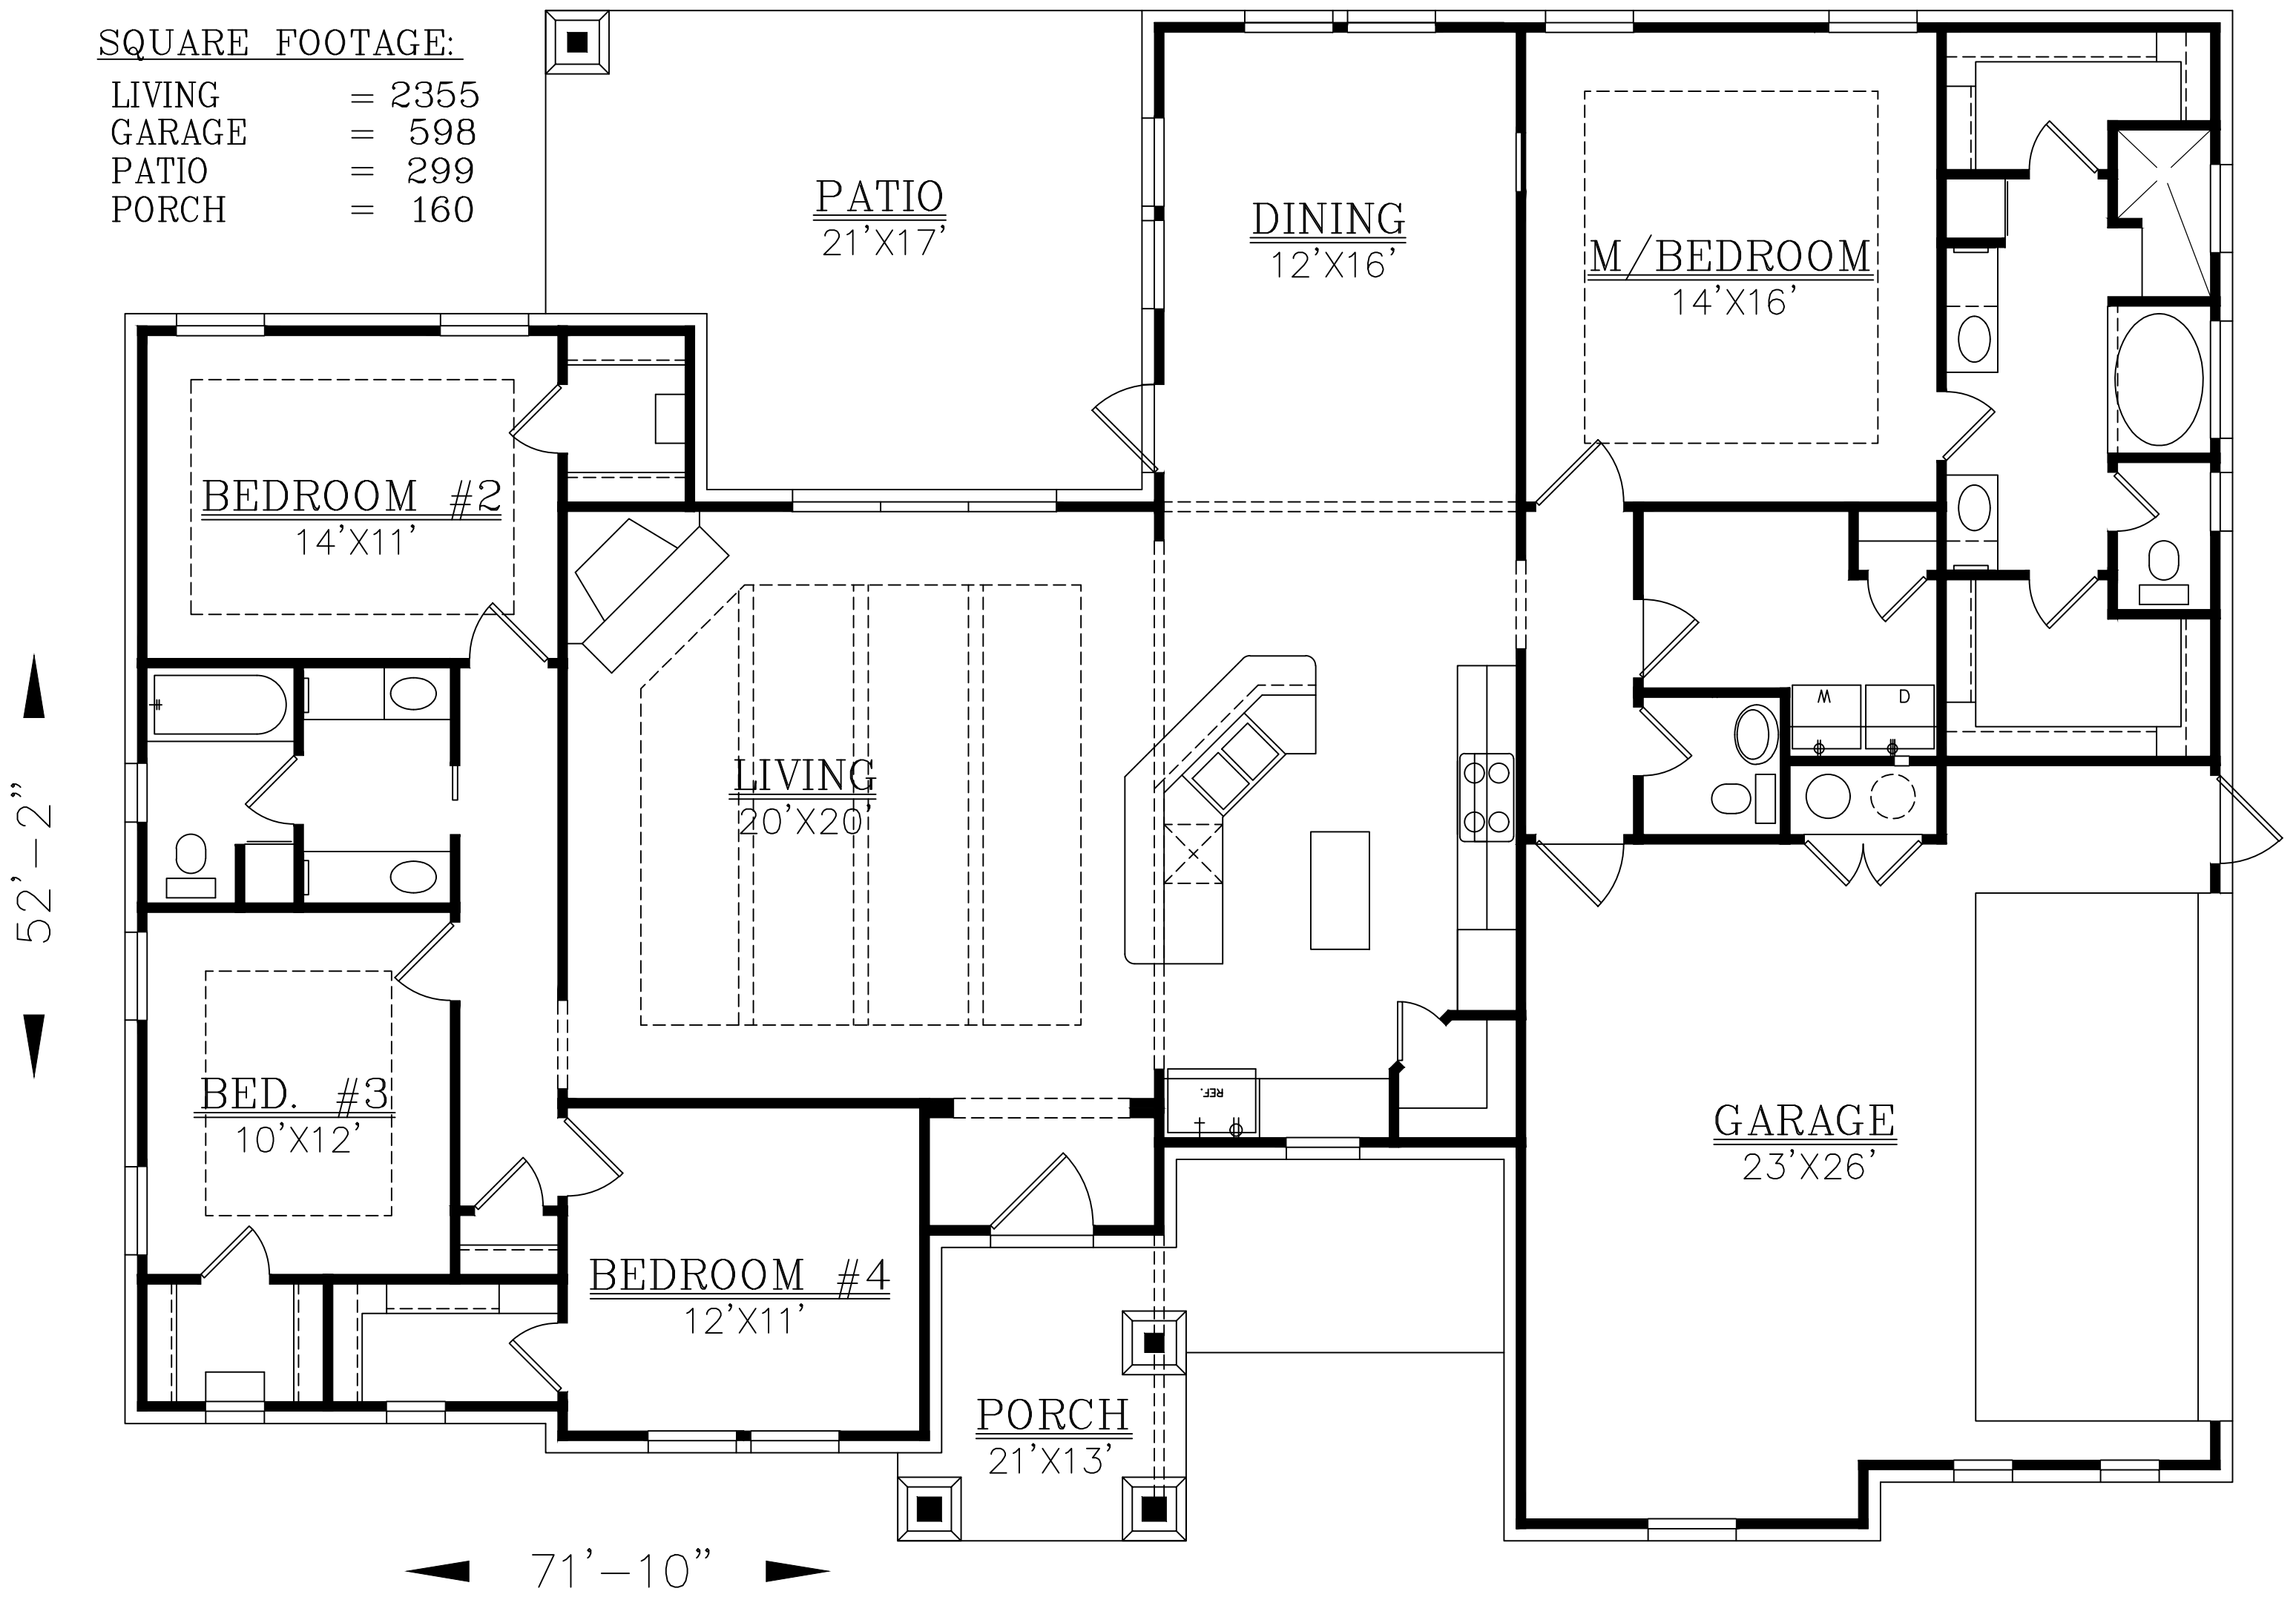 SQUARE FOOTAGE:
LIVING = 2355
GARAGE = 598
PATIO = 299
PORCH = 160
PATIO
21'X17'
DINING
12'X16'
M/BEDROOM
14'X16'
BEDROOM #2
14'X11'
W
D
LIVING
20'X20'
52'-2"
REF.
BED. #3
10'X12'
GARAGE
23'X26'
BEDROOM #4
12'X11'
PORCH
21'X13'
71'-10"